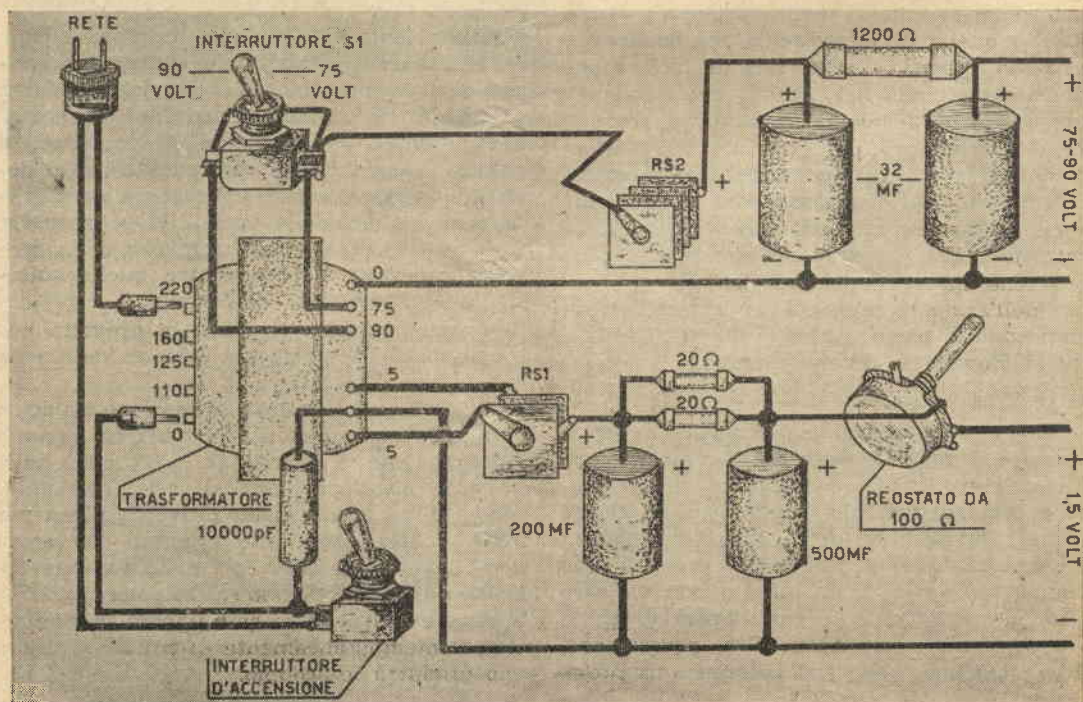 RETE
INTERRUTTORE S1
90 VOLT
75 VOLT
1200 Ω
+
+
+
75-90 VOLT
-
32 MF
-
-
RS2
+
220
160
125
110
0
0
75
90
5
5
TRASFORMATORE
10000pF
INTERRUTTORE
D'ACCENSIONE
RS1
+
20 Ω
20 Ω
+
200 MF
+
500MF
REOSTATO DA
100 Ω
+
1,5 VOLT
-